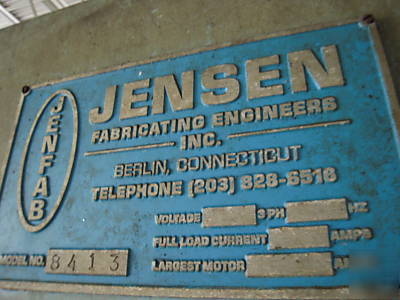 JENFAB
JENSEN
FABRICATING ENGINEERS
INC.
BERLIN, CONNECTICUT
TELEPHONE (203) 828-6516
VOLTAGE 3 PH HZ
FULL LOAD CURRENT AMPS
MODEL NO. 8413
LARGEST MOTOR